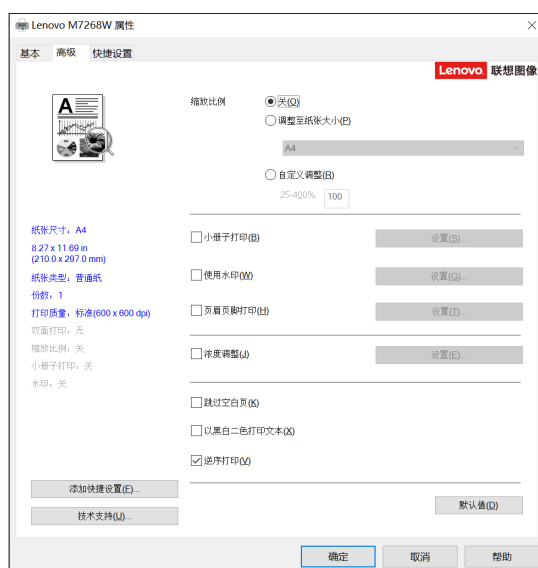 Lenovo M7268W 属性
基本 高级 快捷设置
Lenovo 联想图像
缩放比例 关(O)
调整至纸张大小(P)
A4
自定义调整(R)
25-400% 100
纸张尺寸: A4
8.27 x 11.69 in
(210.0 x 297.0 mm)
纸张类型: 普通纸
份数: 1
打印质量: 标准(600 x 600 dpi)
双面打印: 无
缩放比例: 关
小册子打印: 关
水印: 关
小册子打印(B) 设置(S)...
使用水印(W) 设置(G)...
页眉页脚打印(H) 设置(T)...
浓度调整(J) 设置(E)...
跳过空白页(K)
以黑白二色打印文本(X)
逆序打印(V)
添加快捷设置(F)...
技术支持(U)...
默认值(D)
确定 取消 帮助